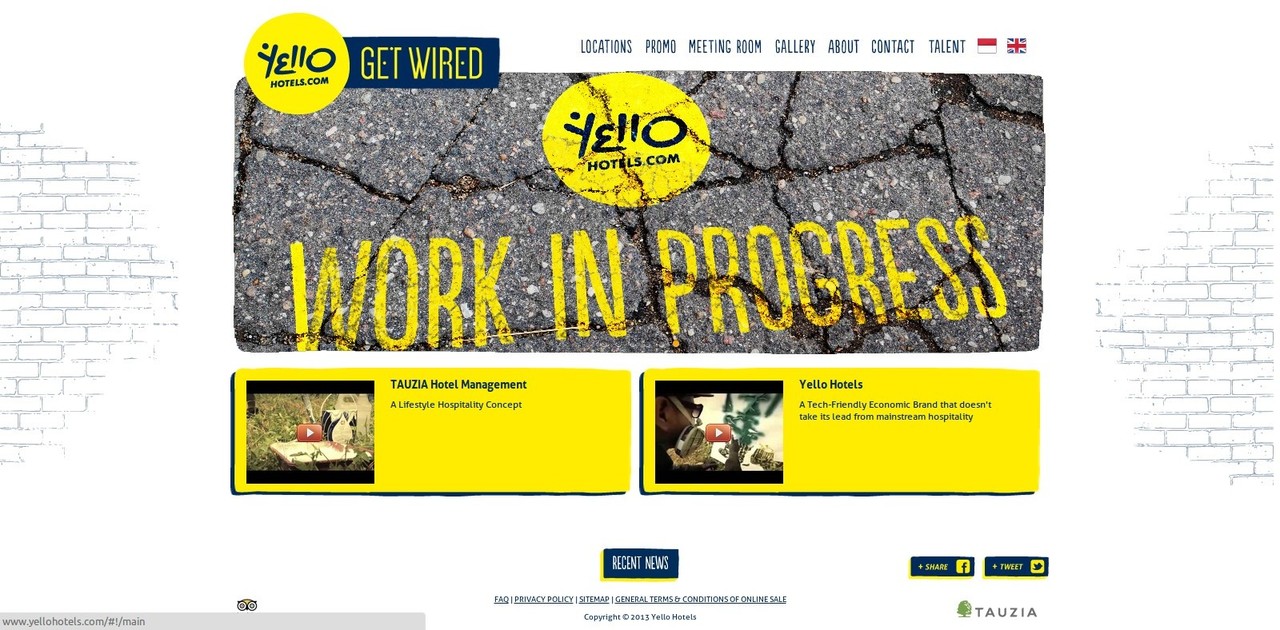 Yello
HOTELS.COM
GET WIRED
LOCATIONS PROMO MEETING ROOM GALLERY ABOUT CONTACT TALENT
Yello
HOTELS.COM
WORK IN PROGRESS
TAUZIA Hotel Management
A Lifestyle Hospitality Concept
Yello Hotels
A Tech-Friendly Economic Brand that doesn't
take its lead from mainstream hospitality
RECENT NEWS
+ SHARE
+ TWEET
FAQ | PRIVACY POLICY | SITEMAP | GENERAL TERMS & CONDITIONS OF ONLINE SALE
Copyright © 2013 Yello Hotels
TAUZIA
www.yellohotels.com/#!/main